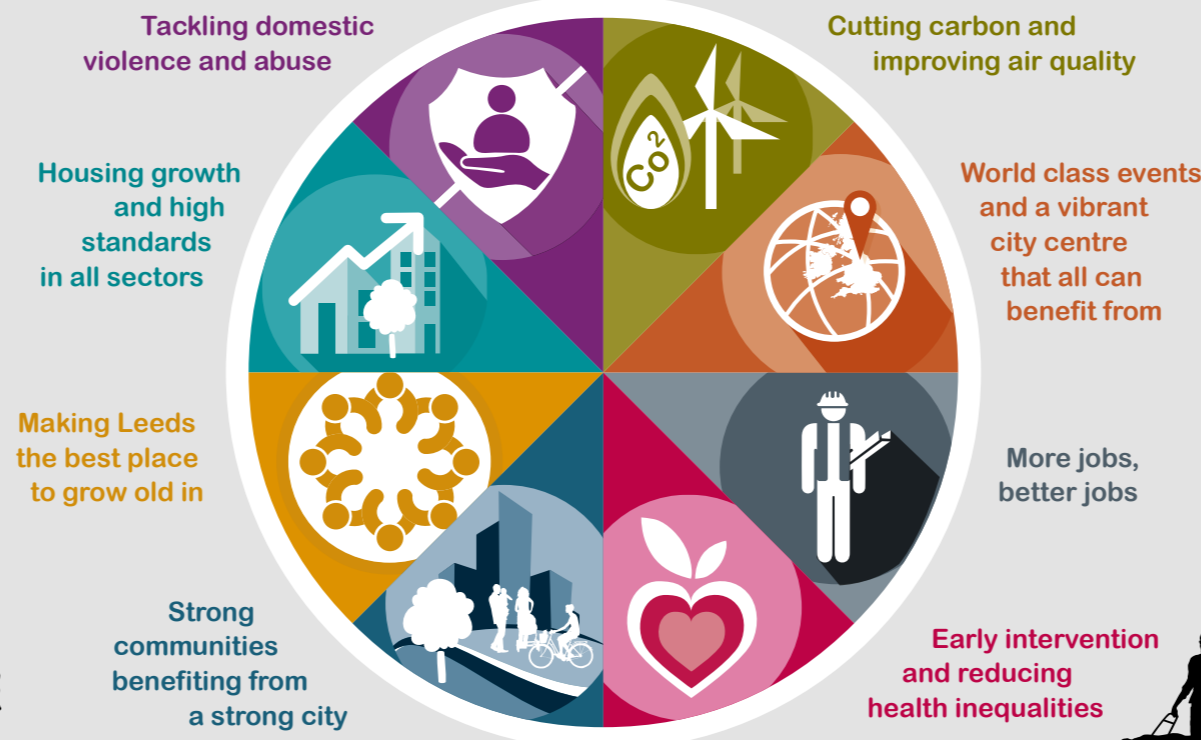 Tackling domestic
violence and abuse
Cutting carbon and
improving air quality
Co2
Housing growth
and high
standards
in all sectors
World class events
and a vibrant
city centre
that all can
benefit from
Making Leeds
the best place
to grow old in
More jobs,
better jobs
Strong
communities
benefiting from
a strong city
Early intervention
and reducing
health inequalities